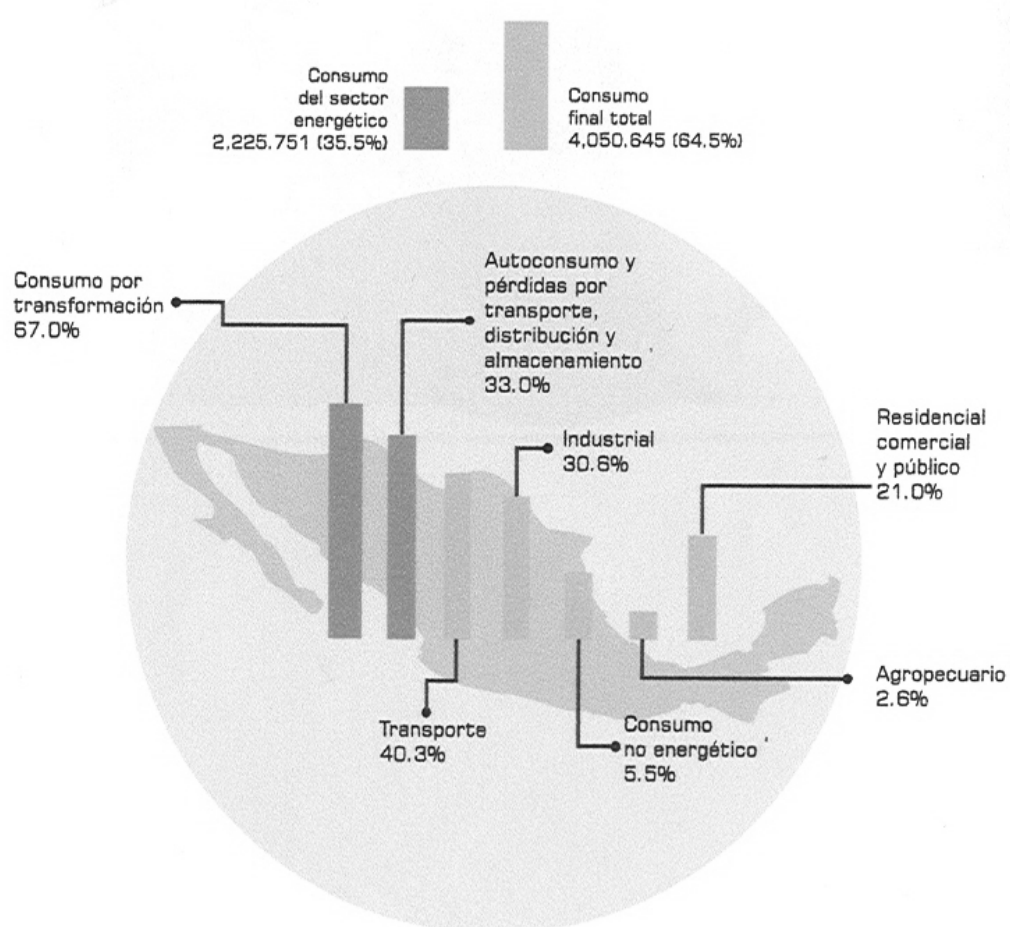 Consumo
del sector
energético
2,225.751 (35.5%)
Consumo
final total
4,050.645 (64.5%)
Consumo por
transformación
67.0%
Autoconsumo y
pérdidas por
transporte,
distribución y
almacenamiento
33.0%
Industrial
30.6%
Residencial
comercial
y público
21.0%
Transporte
40.3%
Consumo
no energético
5.5%
Agropecuario
2.6%